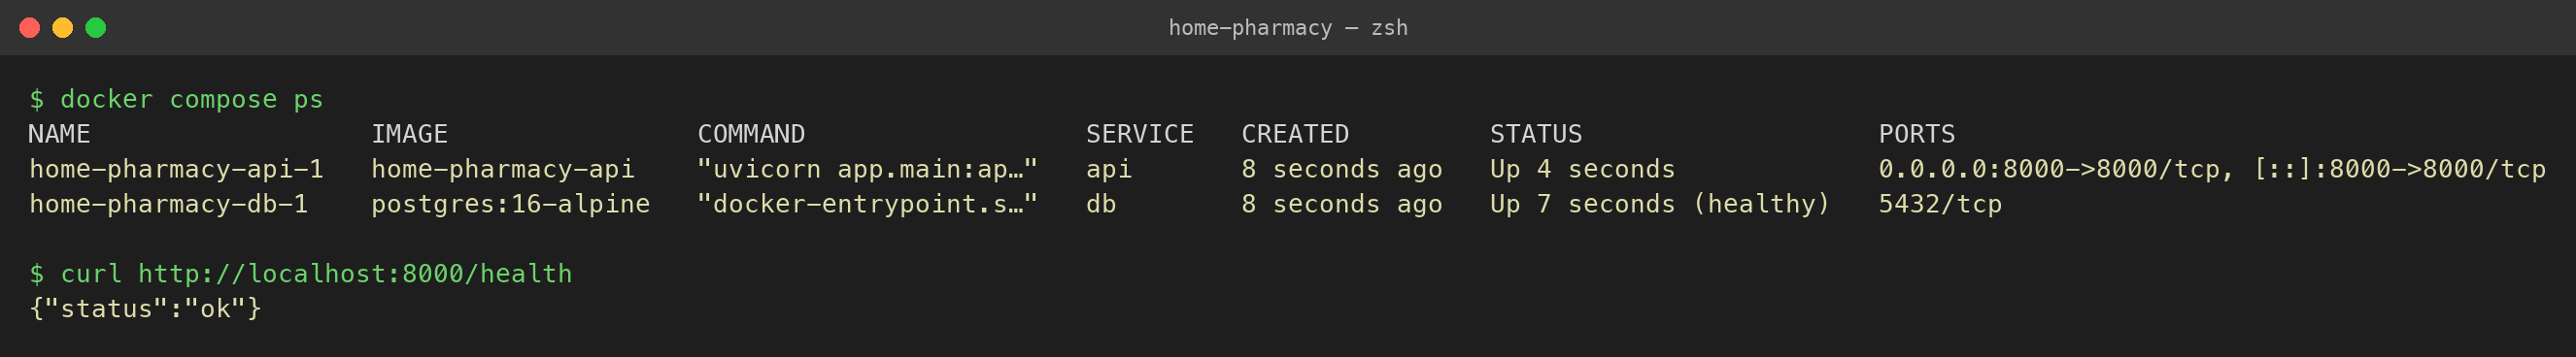 home-pharmacy — zsh
$ docker compose ps
NAME                  IMAGE                COMMAND                  SERVICE   CREATED         STATUS                   PORTS
home-pharmacy-api-1   home-pharmacy-api    "uvicorn app.main:ap…"   api       8 seconds ago   Up 4 seconds             0.0.0.0:8000->8000/tcp, [::]:8000->8000/tcp
home-pharmacy-db-1    postgres:16-alpine   "docker-entrypoint.s…"   db        8 seconds ago   Up 7 seconds (healthy)   5432/tcp
$ curl http://localhost:8000/health
{"status":"ok"}